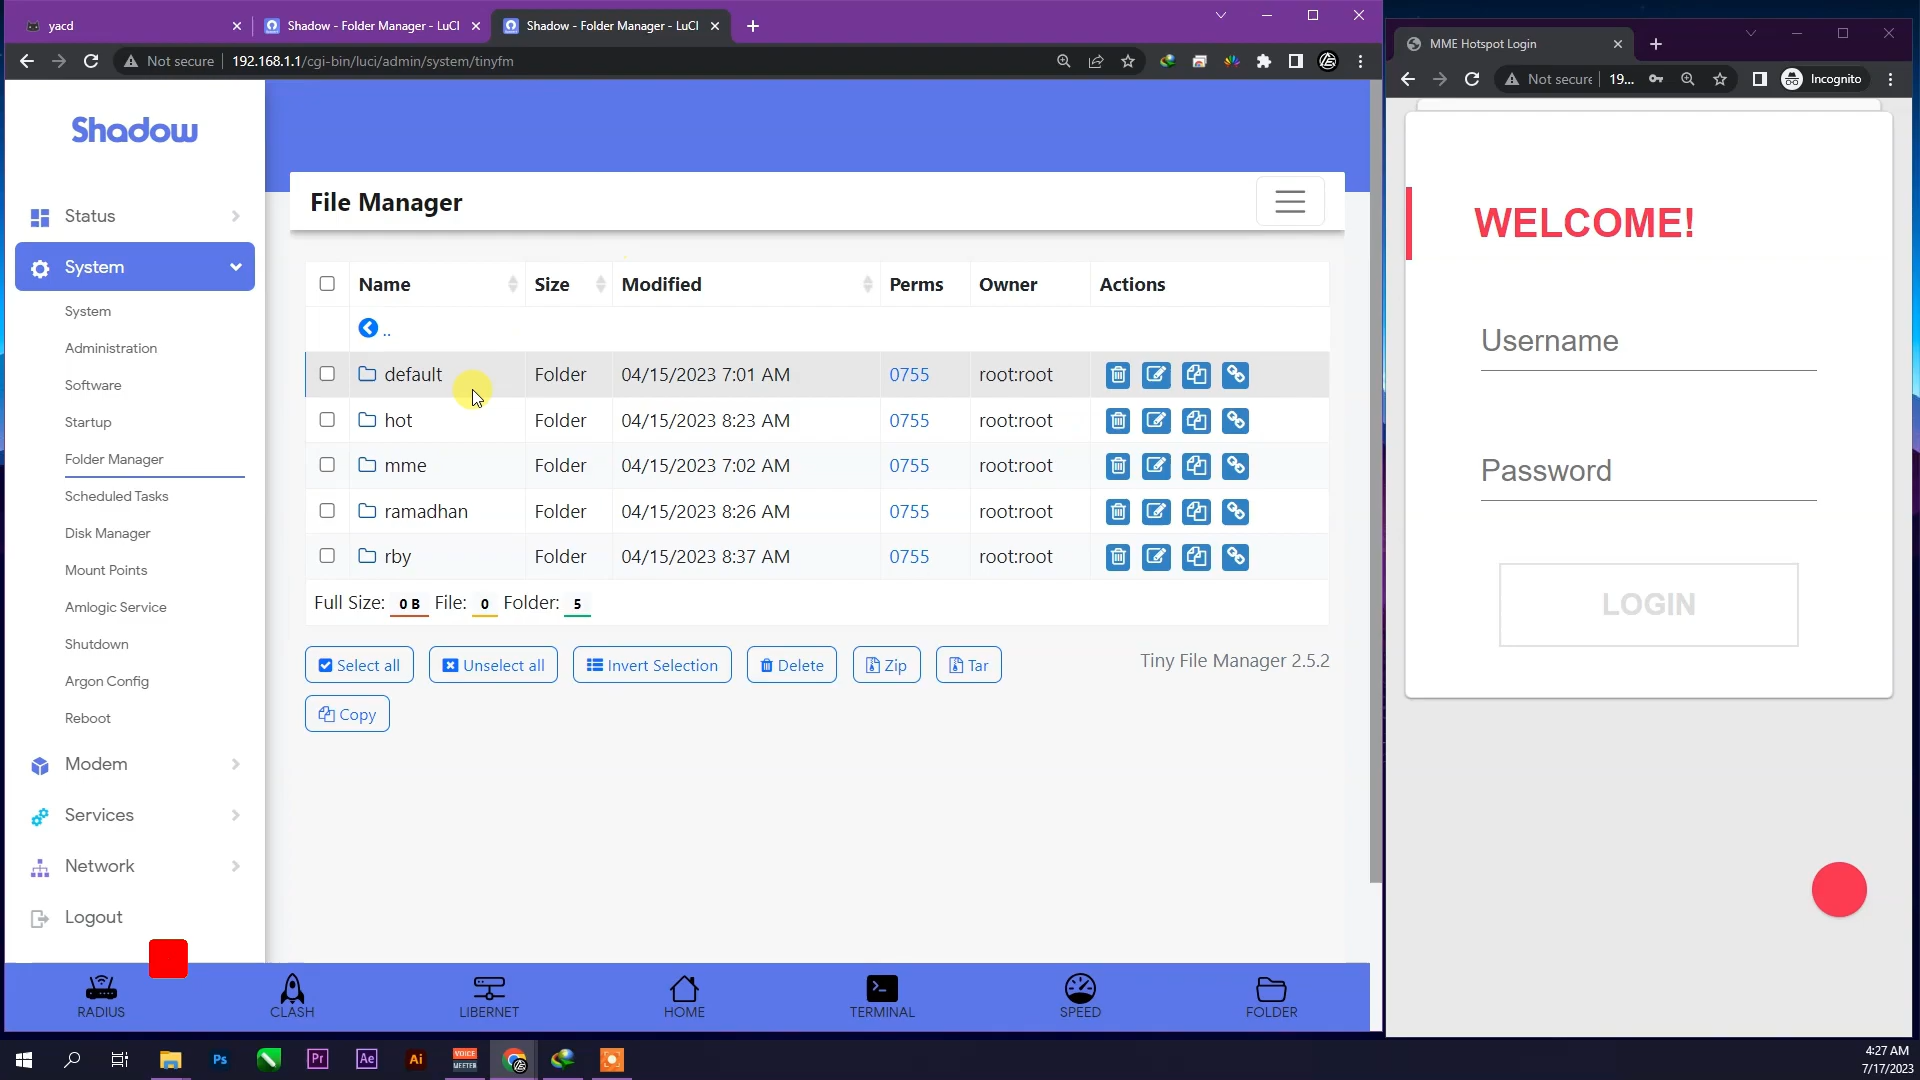 yacd
Shadow - Folder Manager - LuCI
Shadow - Folder Manager - LuCI
Not secure
192.168.1.1/cgi-bin/luci/admin/system/tinyfm
Shadow
Status
System
System
Administration
Software
Startup
Folder Manager
Scheduled Tasks
Disk Manager
Mount Points
Amlogic Service
Shutdown
Argon Config
Reboot
Modem
Services
Network
Logout
File Manager
Name Size Modified Perms Owner Actions
..
default Folder 04/15/2023 7:01 AM 0755 root:root
hot Folder 04/15/2023 8:23 AM 0755 root:root
mme Folder 04/15/2023 7:02 AM 0755 root:root
ramadhan Folder 04/15/2023 8:26 AM 0755 root:root
rby Folder 04/15/2023 8:37 AM 0755 root:root
Full Size: 0 B File: 0 Folder: 5
Select all Unselect all Invert Selection Delete Zip Tar
Copy
Tiny File Manager 2.5.2
RADIUS CLASH LIBERNET HOME TERMINAL SPEED FOLDER
MME Hotspot Login
Not secure 19... Incognito
WELCOME!
Username
Password
LOGIN
Ps Pr Ae Ai VOICE MEETER
4:27 AM
7/17/2023